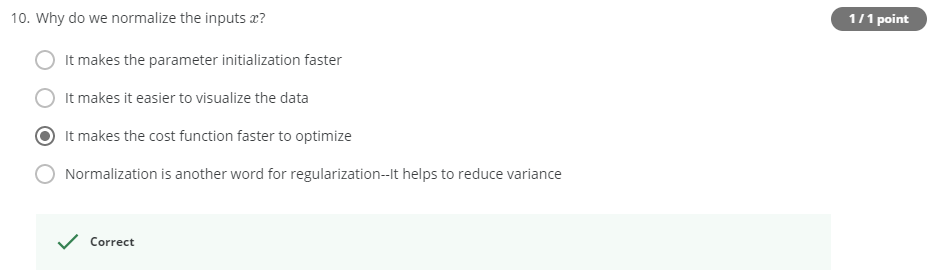 10. Why do we normalize the inputs x?
1 / 1 point
It makes the parameter initialization faster
It makes it easier to visualize the data
It makes the cost function faster to optimize
Normalization is another word for regularization--It helps to reduce variance
Correct